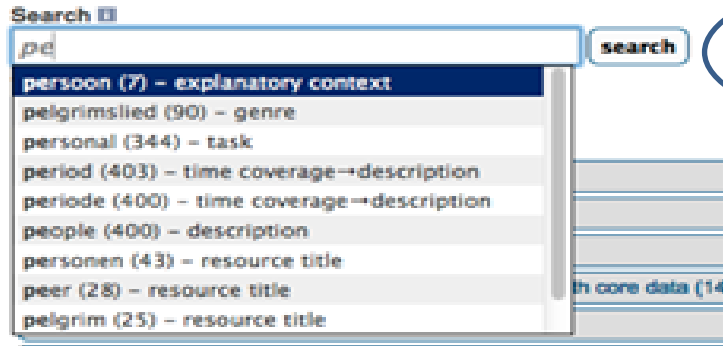 Search
pe
search
persoon (7) – explanatory context
pelgrimslied (90) – genre
personal (344) – task
period (403) – time coverage→description
periode (400) – time coverage→description
people (400) – description
personen (43) – resource title
peer (28) – resource title
th core data (14
pelgrim (25) – resource title